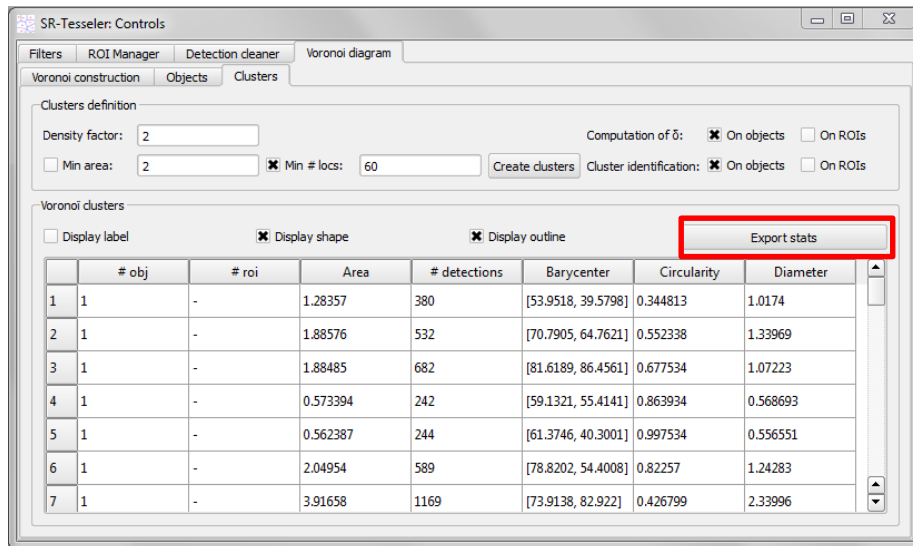 SR-Tesseler: Controls
Filters ROI Manager Detection cleaner Voronoi diagram
Voronoi construction Objects Clusters
Clusters definition
Density factor: 2 Computation of δ: On objects On ROIs
Min area: 2 Min # locs: 60 Create clusters Cluster identification: On objects On ROIs
Voronoï clusters
Display label Display shape Display outline Export stats
# obj # roi Area # detections Barycenter Circularity Diameter
1 1 - 1.28357 380 [53.9518, 39.5798] 0.344813 1.0174
2 1 - 1.88576 532 [70.7905, 64.7621] 0.552338 1.33969
3 1 - 1.88485 682 [81.6189, 86.4561] 0.677534 1.07223
4 1 - 0.573394 242 [59.1321, 55.4141] 0.863934 0.568693
5 1 - 0.562387 244 [61.3746, 40.3001] 0.997534 0.556551
6 1 - 2.04954 589 [78.8202, 54.4008] 0.82257 1.24283
7 1 - 3.91658 1169 [73.9138, 82.922] 0.426799 2.33996